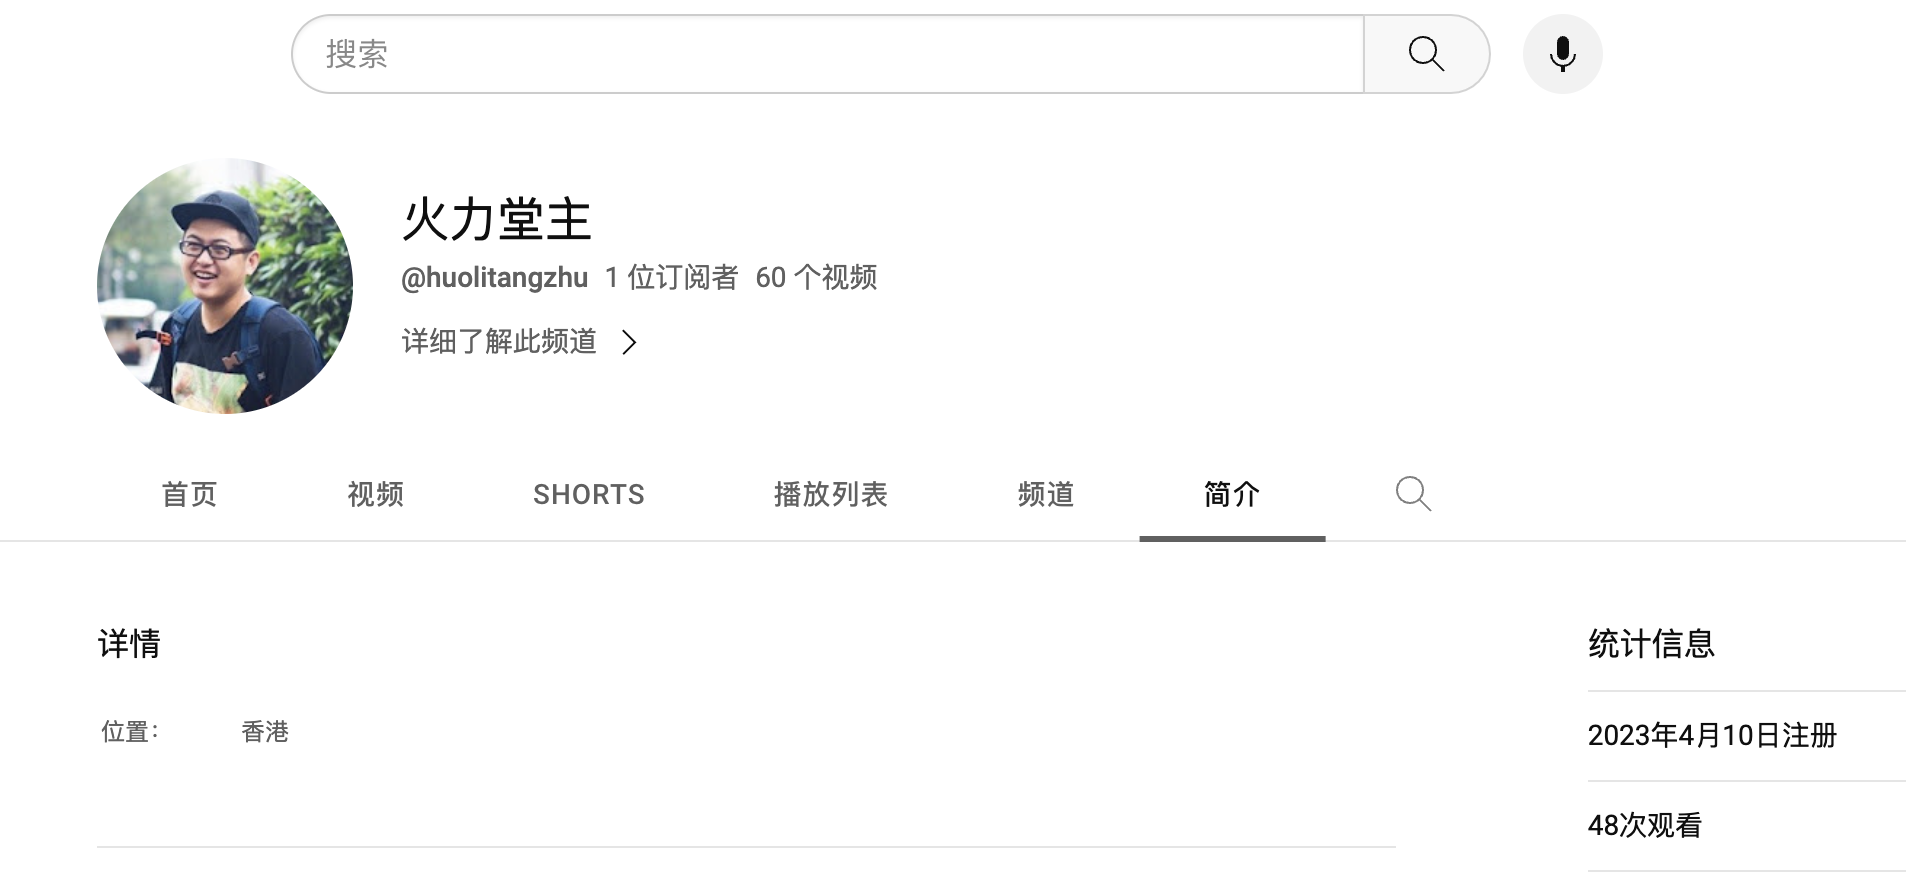 搜索
火力堂主
@huolitangzhu 1 位订阅者 60 个视频
详细了解此频道
首页 视频 SHORTS 播放列表 频道 简介
详情
位置： 香港
统计信息
2023年4月10日注册
48次观看